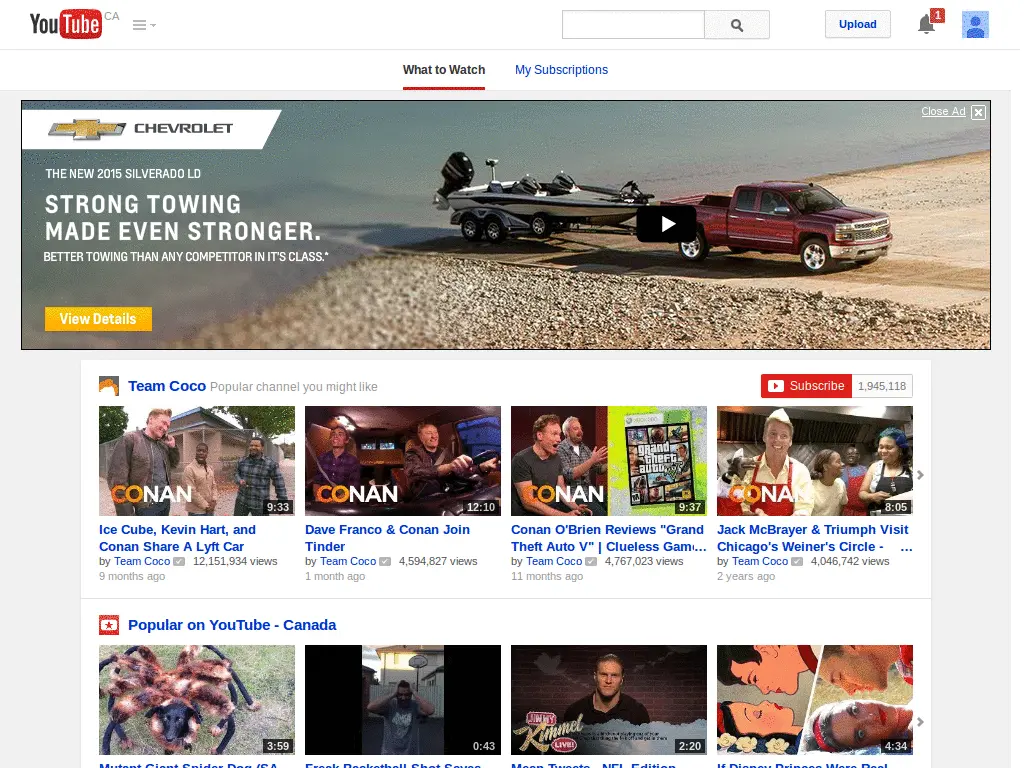 YouTube CA
Upload
1
What to Watch
My Subscriptions
Close Ad
CHEVROLET
THE NEW 2015 SILVERADO LD
STRONG TOWING
MADE EVEN STRONGER.
BETTER TOWING THAN ANY COMPETITOR IN IT'S CLASS.*
View Details
Team Coco Popular channel you might like
Subscribe 1,945,118
CONAN
9:33
CONAN
12:10
CONAN
XBOX 360
grand
theft
auto
9:37
CONAN
8:05
Ice Cube, Kevin Hart, and
Conan Share A Lyft Car
by Team Coco 12,151,934 views
9 months ago
Dave Franco & Conan Join
Tinder
by Team Coco 4,594,827 views
1 month ago
Conan O'Brien Reviews "Grand
Theft Auto V" | Clueless Gam...
by Team Coco 4,767,023 views
11 months ago
Jack McBrayer & Triumph Visit
Chicago's Weiner's Circle - ...
by Team Coco 4,046,742 views
2 years ago
Popular on YouTube - Canada
3:59
0:43
JIMMY
Kimmel
LIVE!
2:20
4:34
Mutant Giant Spider Dog (SA
Freak Basketball Shot Saves
Mean Tweets - NFL Edition
If Disney Princes Were Real